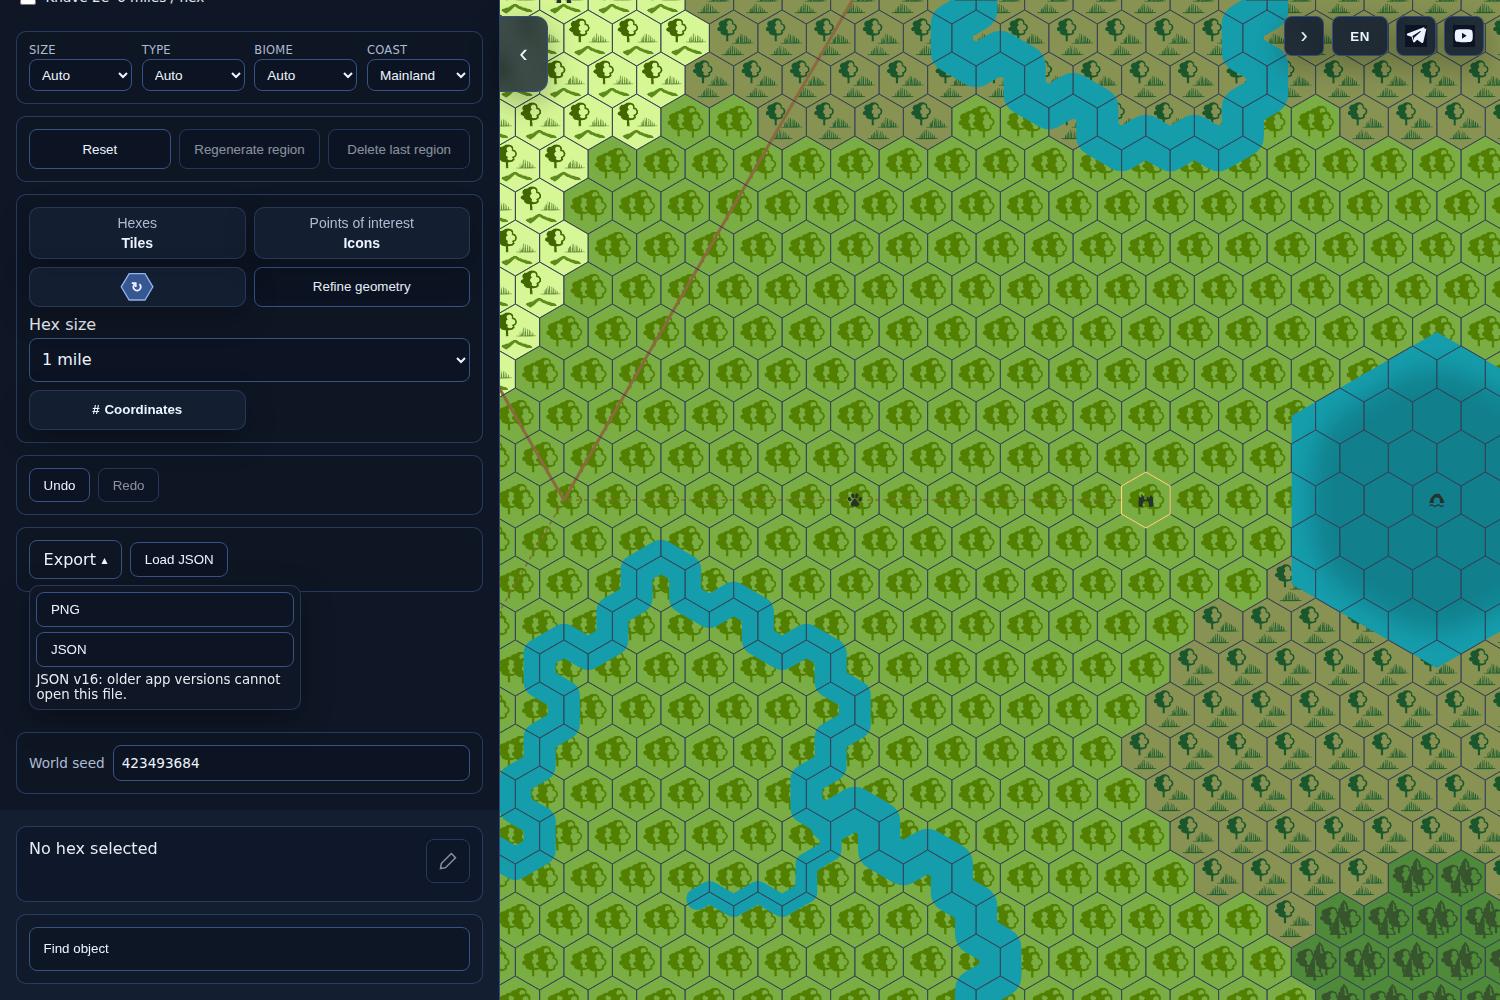 SIZE TYPE BIOME COAST
Auto Auto Auto Mainland
Reset Regenerate region Delete last region
Hexes Points of interest
Tiles Icons
↻ Refine geometry
Hex size
1 mile
# Coordinates
Undo Redo
Export ▴ Load JSON
PNG
JSON
JSON v16: older app versions cannot
open this file.
World seed 423493684
No hex selected
Find object
‹
› EN